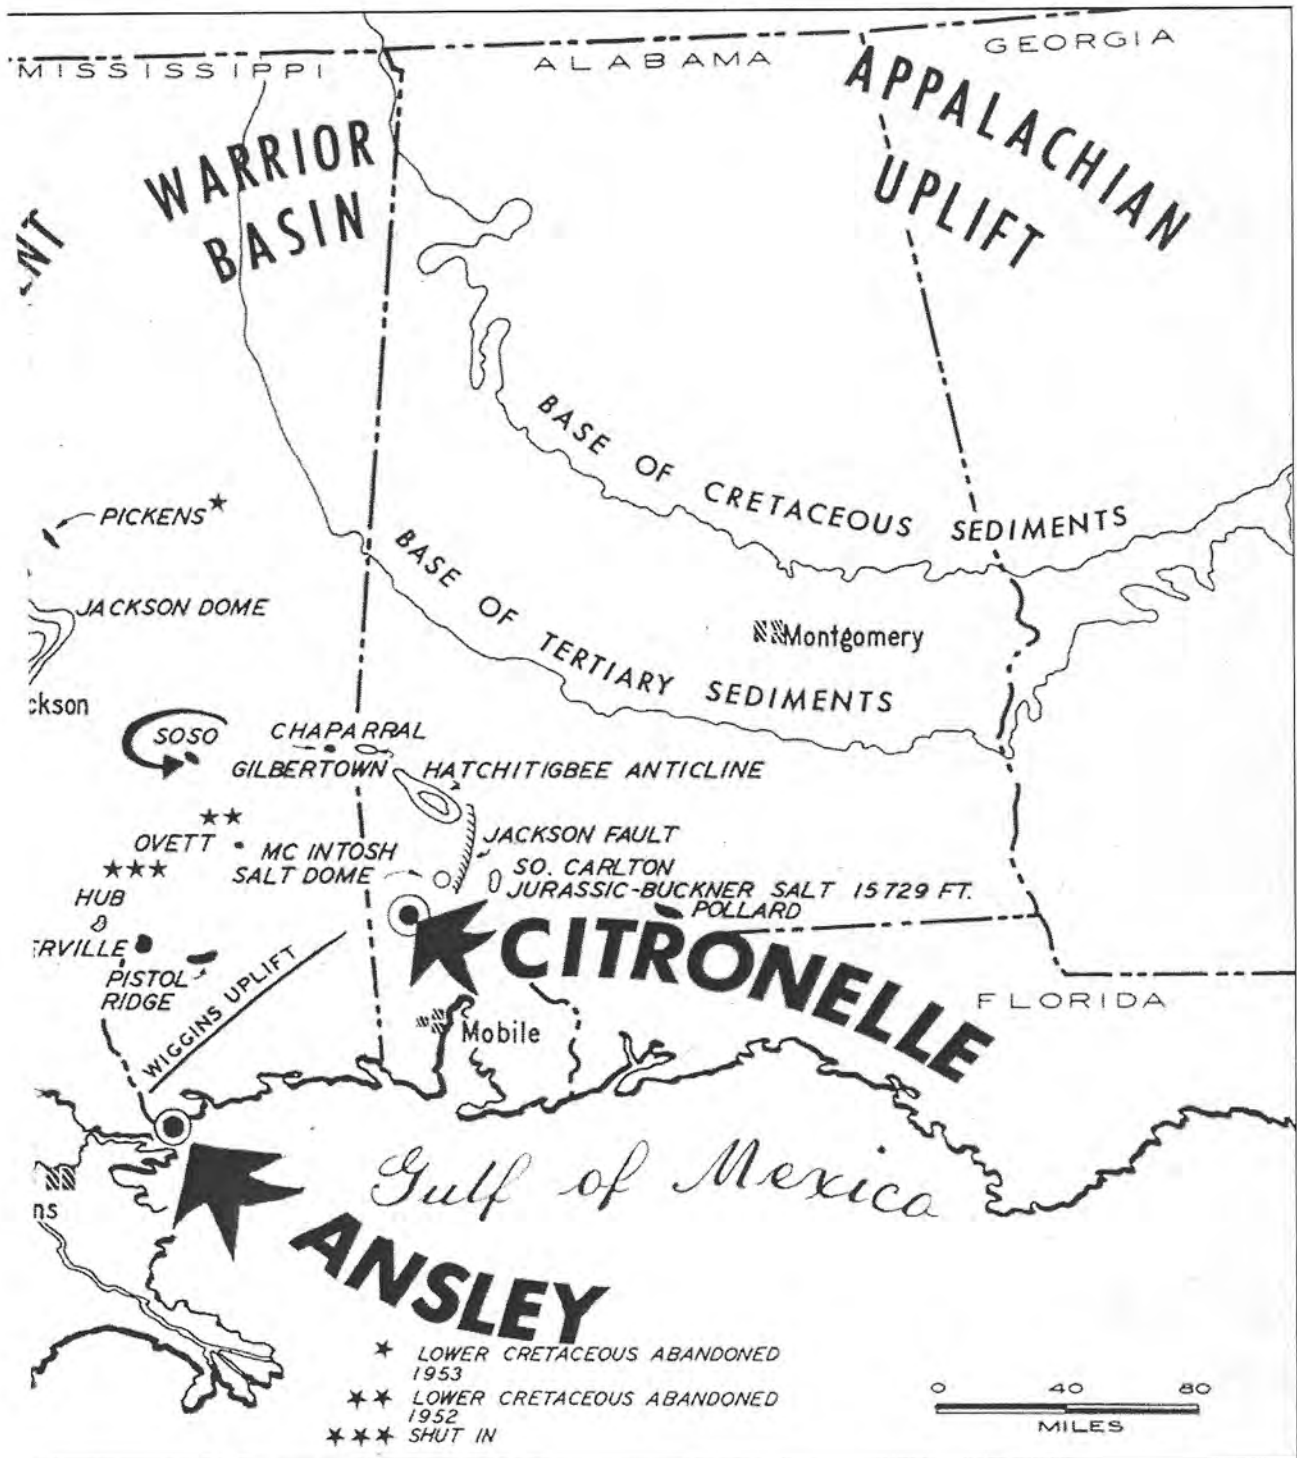 MISSISSIPPI
ALABAMA
GEORGIA
WARRIOR
BASIN
APPALACHIAN
UPLIFT
BASE OF CRETACEOUS SEDIMENTS
PICKENS★
BASE OF TERTIARY SEDIMENTS
JACKSON DOME
Montgomery
SOSO
CHAPARRAL
GILBERTOWN
HATCHITIGBEE ANTICLINE
★★
OVETT
MC INTOSH
SALT DOME
JACKSON FAULT
SO. CARLTON
JURASSIC-BUCKNER SALT 15729 FT.
POLLARD
★★★
HUB
PISTOL
RIDGE
WIGGINS UPLIFT
CITRONELLE
FLORIDA
Mobile
Gulf of Mexico
ANSLEY
★ LOWER CRETACEOUS ABANDONED
1953
★★ LOWER CRETACEOUS ABANDONED
1952
★★★ SHUT IN
0 40 80
MILES